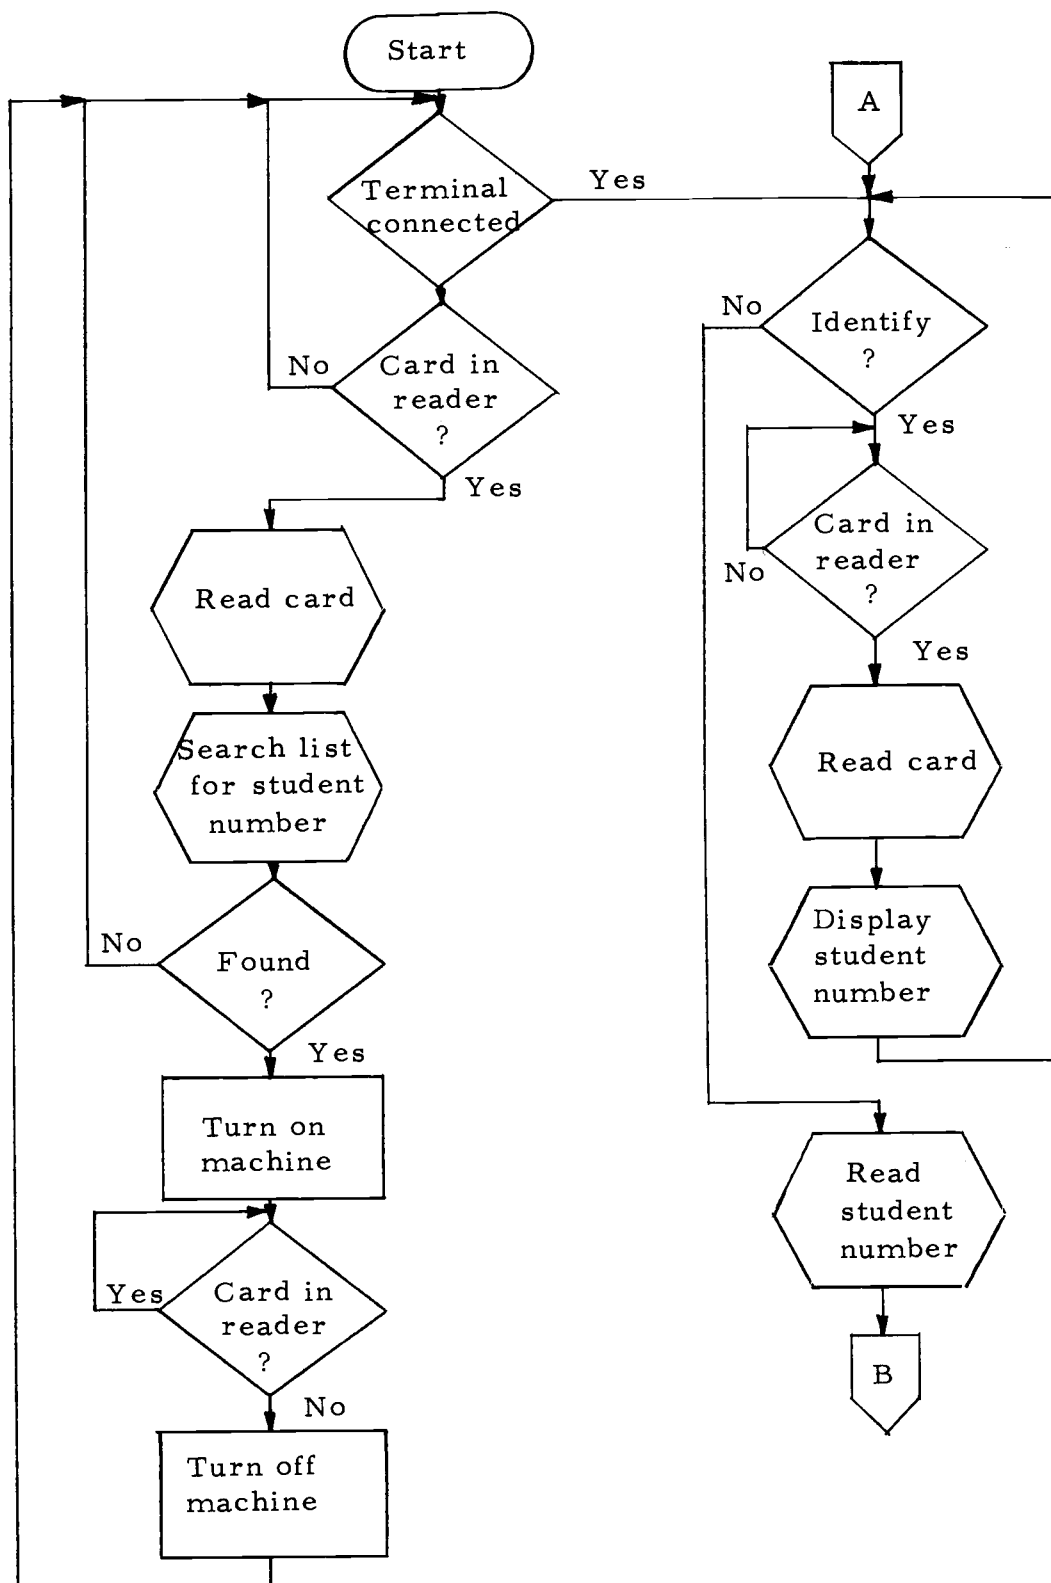 Start
Terminal
connected
Yes
No
Card in
reader
?
Yes
Read card
Search list
for student
number
No
Found
?
Yes
Turn on
machine
Yes
Card in
reader
?
No
Turn off
machine
A
No
Identify
?
Yes
Card in
reader
?
No
Yes
Read card
Display
student
number
Read
student
number
B